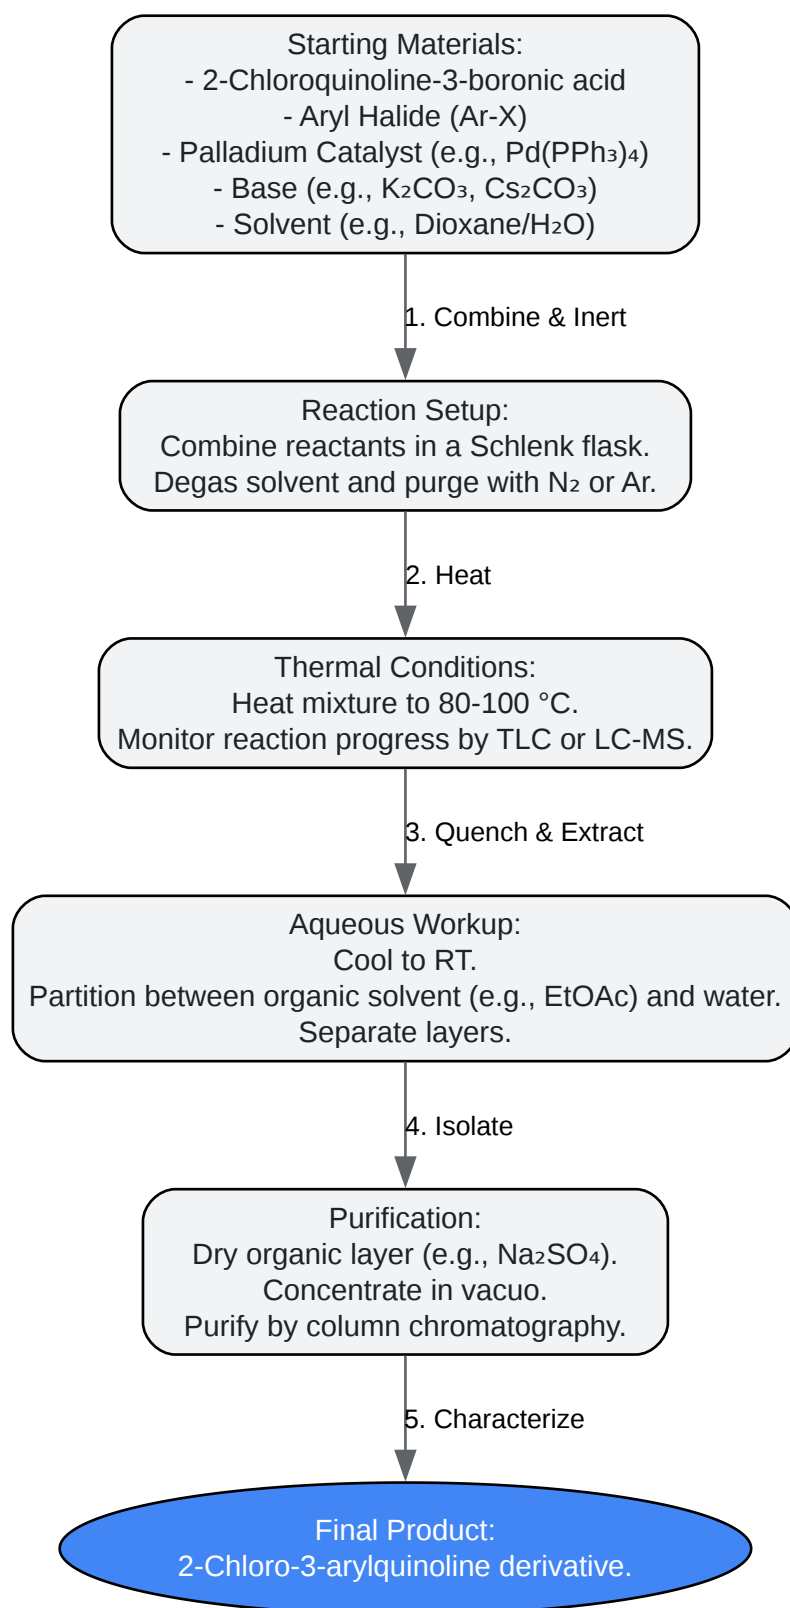 Starting Materials:
- 2-Chloroquinoline-3-boronic acid
- Aryl Halide (Ar-X)
- Palladium Catalyst (e.g., Pd(PPh₃)₄)
- Base (e.g., K₂CO₃, Cs₂CO₃)
- Solvent (e.g., Dioxane/H₂O)
1. Combine & Inert
Reaction Setup:
Combine reactants in a Schlenk flask.
Degas solvent and purge with N₂ or Ar.
2. Heat
Thermal Conditions:
Heat mixture to 80-100 °C.
Monitor reaction progress by TLC or LC-MS.
3. Quench & Extract
Aqueous Workup:
Cool to RT.
Partition between organic solvent (e.g., EtOAc) and water.
Separate layers.
4. Isolate
Purification:
Dry organic layer (e.g., Na₂SO₄).
Concentrate in vacuo.
Purify by column chromatography.
5. Characterize
Final Product:
2-Chloro-3-arylquinoline derivative.